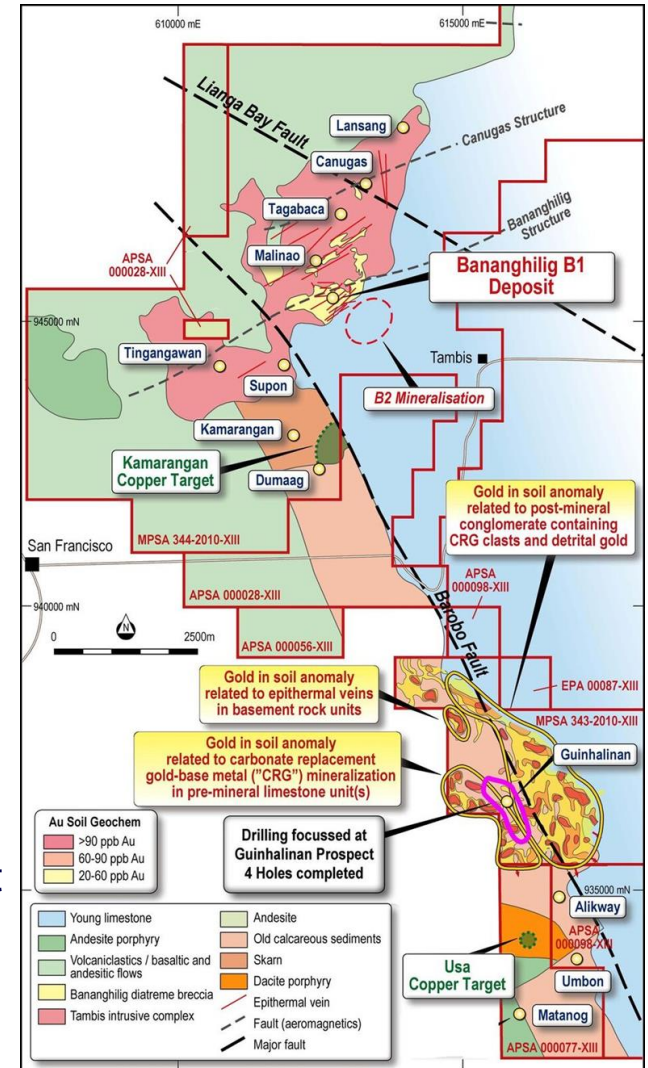 610000 mE
615000 mE
Lianga Bay Fault
Lansang
Canugas Structure
Canugas
Tagabaca
Bananghilig
Structure
Malinao
APSA
000028-XIII
Bananghilig B1
Deposit
945000 mN
Tingangawan
Tambis
Supon
B2 Mineralisation
Kamarangan
Kamarangan
Copper Target
Dumaag
Gold in soil anomaly
related to post-mineral
conglomerate containing
CRG clasts and detrital gold
MPSA 344-2010-XIII
San Francisco
APSA
000098-XIII
APSA 000028-XIII
940000 mN
Barobo Fault
N
0
2500m
APSA 000056-XIII
Gold in soil anomaly
related to epithermal veins
in basement rock units
EPA 00087-XIII
MPSA 343-2010-XIII
Guinhalinan
Gold in soil anomaly
related to carbonate replacement
gold-base metal ("CRG") mineralization
in pre-mineral limestone unit(s)
Au Soil Geochem
>90 ppb Au
60-90 ppb Au
20-60 ppb Au
Drilling focussed at
Guinhalinan Prospect
4 Holes completed
935000 mN
Alikway
APSA
000098-XIII
Usa
Copper Target
Umbon
Matanog
APSA 000077-XIII
Young limestone
Andesite porphyry
Volcaniclastics / basaltic and
andesitic flows
Bananghilig diatreme breccia
Tambis intrusive complex
Andesite
Old calcareous sediments
Skarn
Dacite porphyry
Epithermal vein
Fault (aeromagnetics)
Major fault